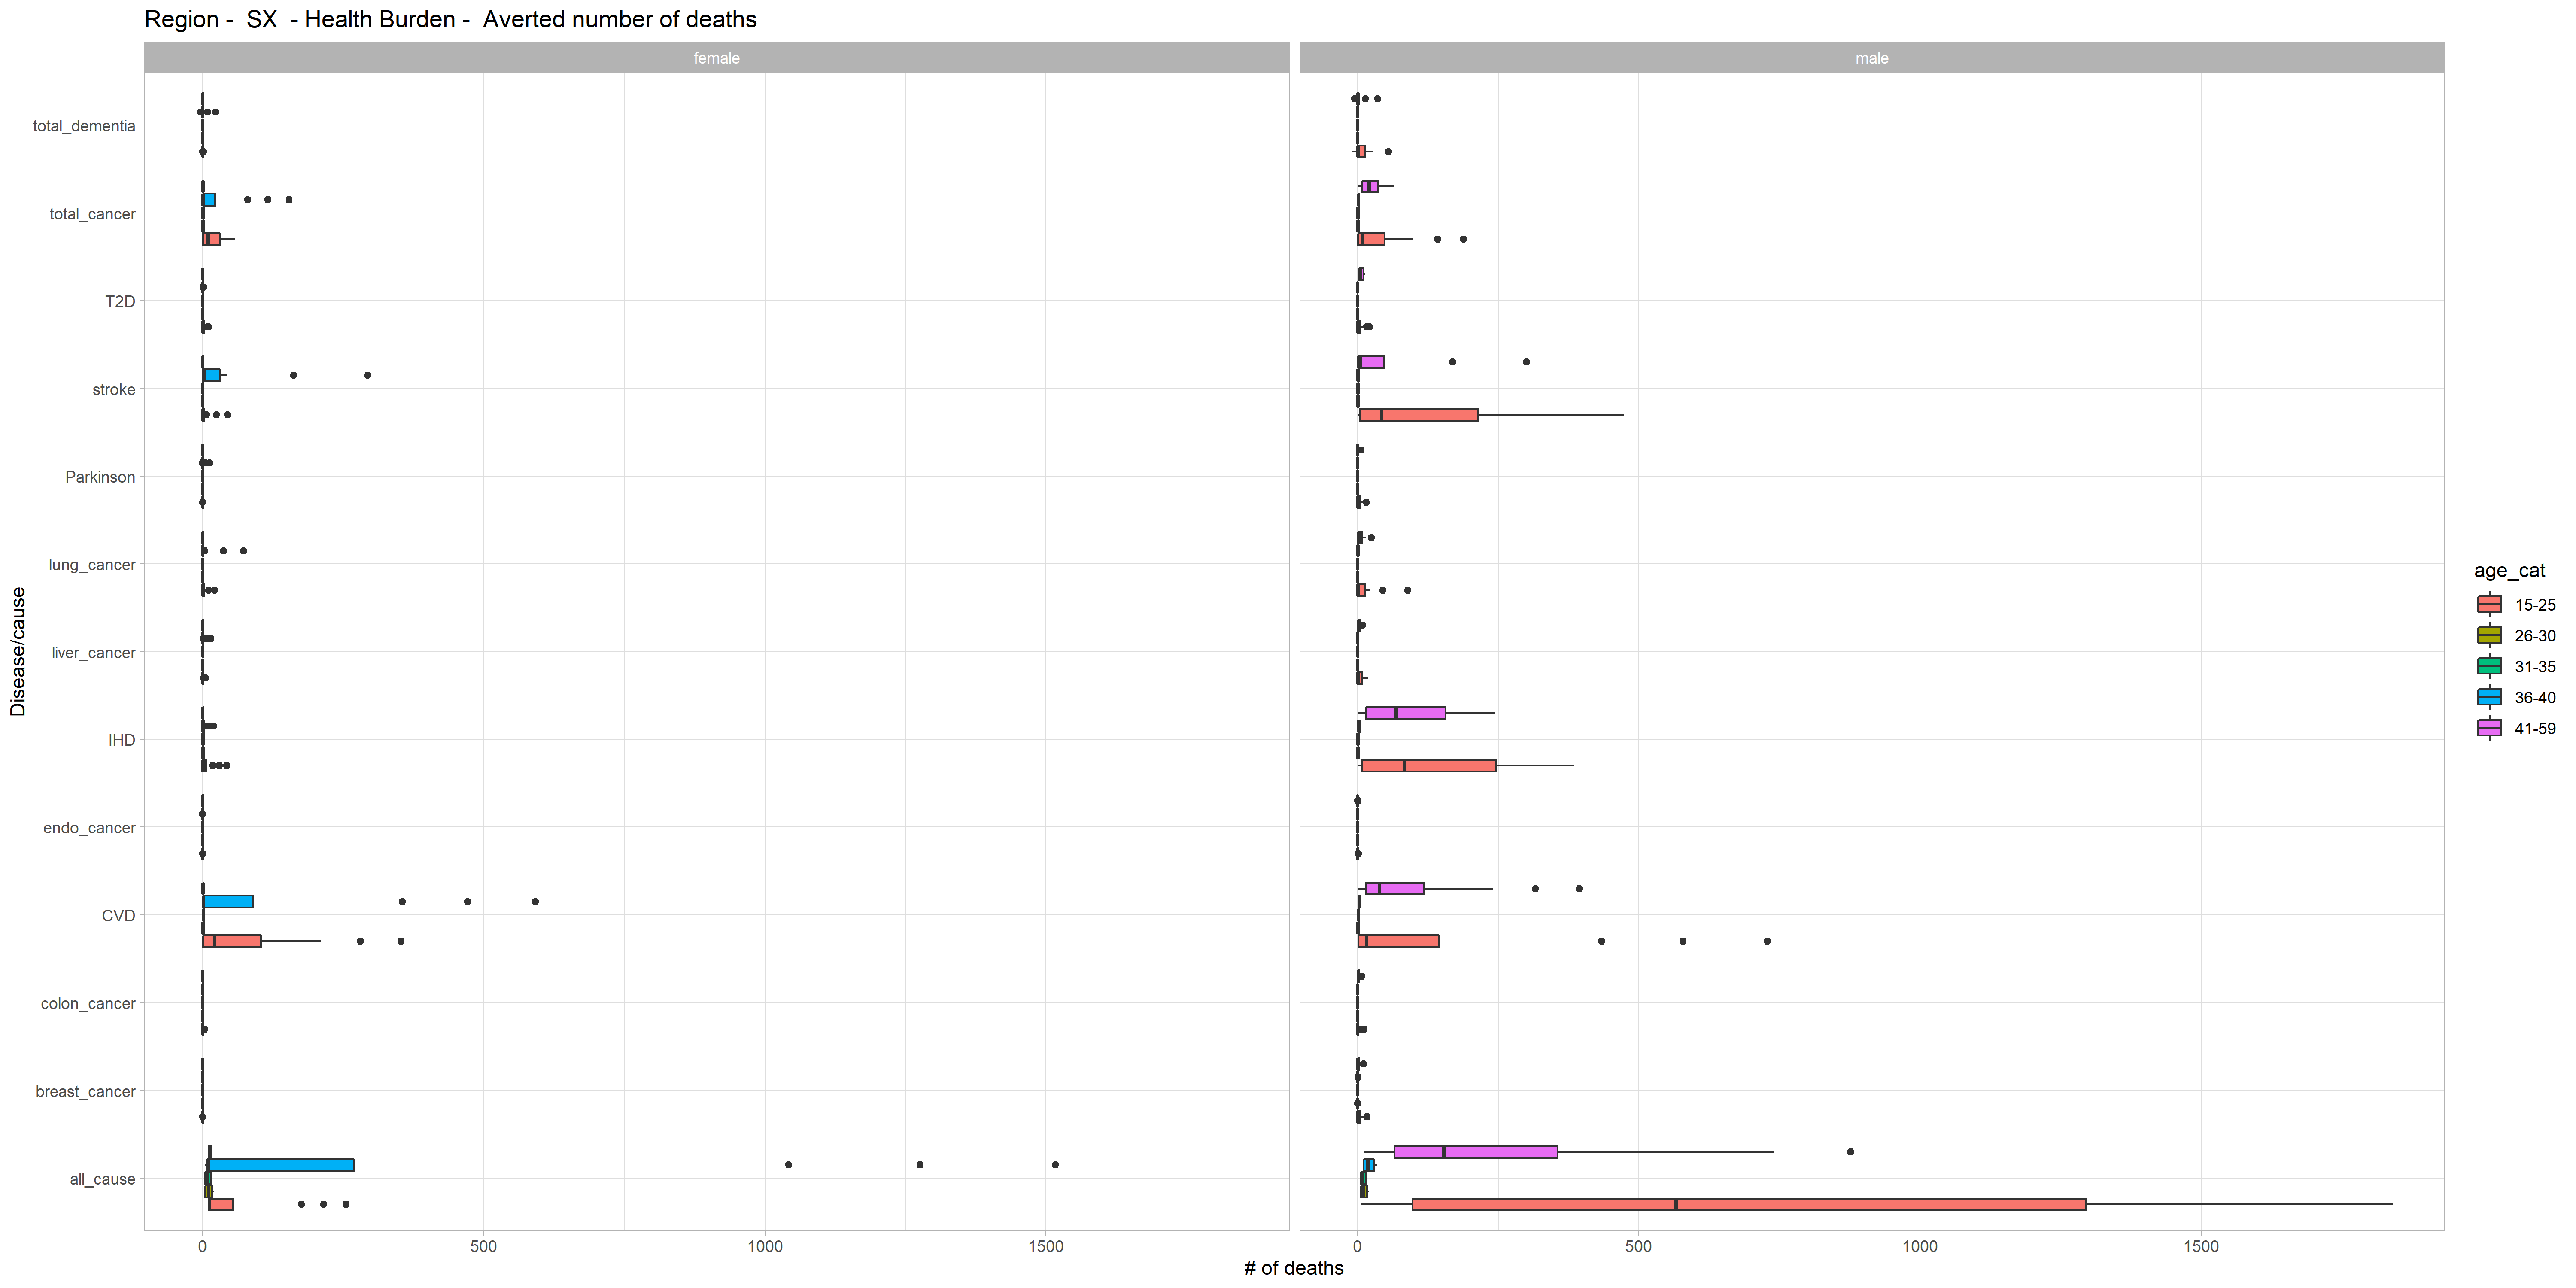 Region -  SX  - Health Burden -  Averted number of deaths
female
male
total_dementia
total_cancer
T2D
stroke
Parkinson
lung_cancer
liver_cancer
IHD
endo_cancer
CVD
colon_cancer
breast_cancer
all_cause
Disease/cause
0
500
1000
1500
0
500
1000
1500
# of deaths
age_cat
15-25
26-30
31-35
36-40
41-59